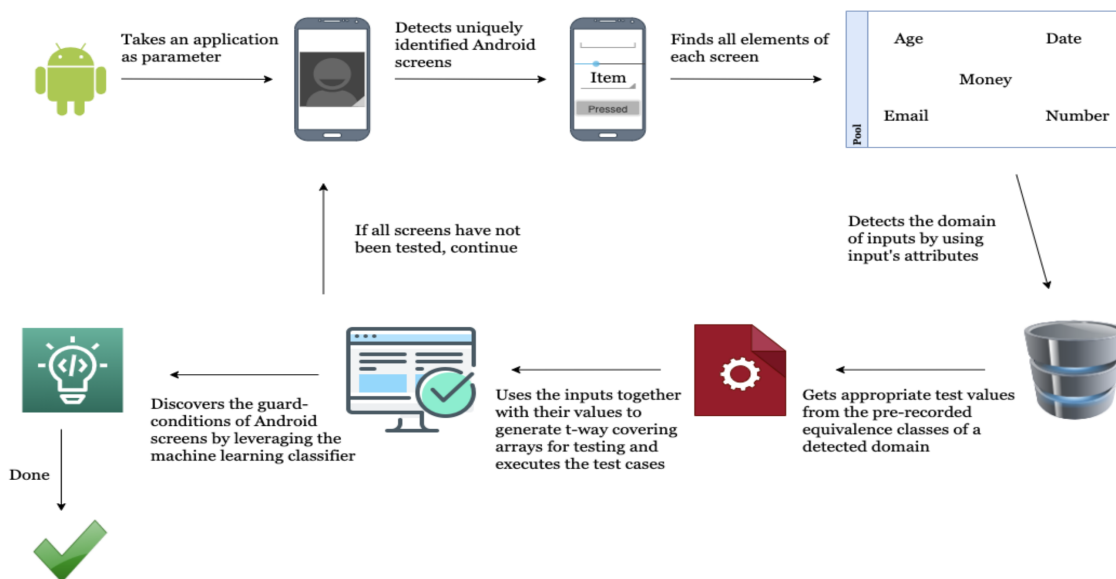 Takes an application
as parameter
Detects uniquely
identified Android
screens
Item
Pressed
Finds all elements of
each screen
Pool
Age
Date
Money
Email
Number
Detects the domain
of inputs by using
input's attributes
If all screens have not
been tested, continue
Gets appropriate test values
from the pre-recorded
equivalence classes of a
detected domain
Uses the inputs together
with their values to
generate t-way covering
arrays for testing and
executes the test cases
Discovers the guard-
conditions of Android
screens by leveraging the
machine learning classifier
</>
Done